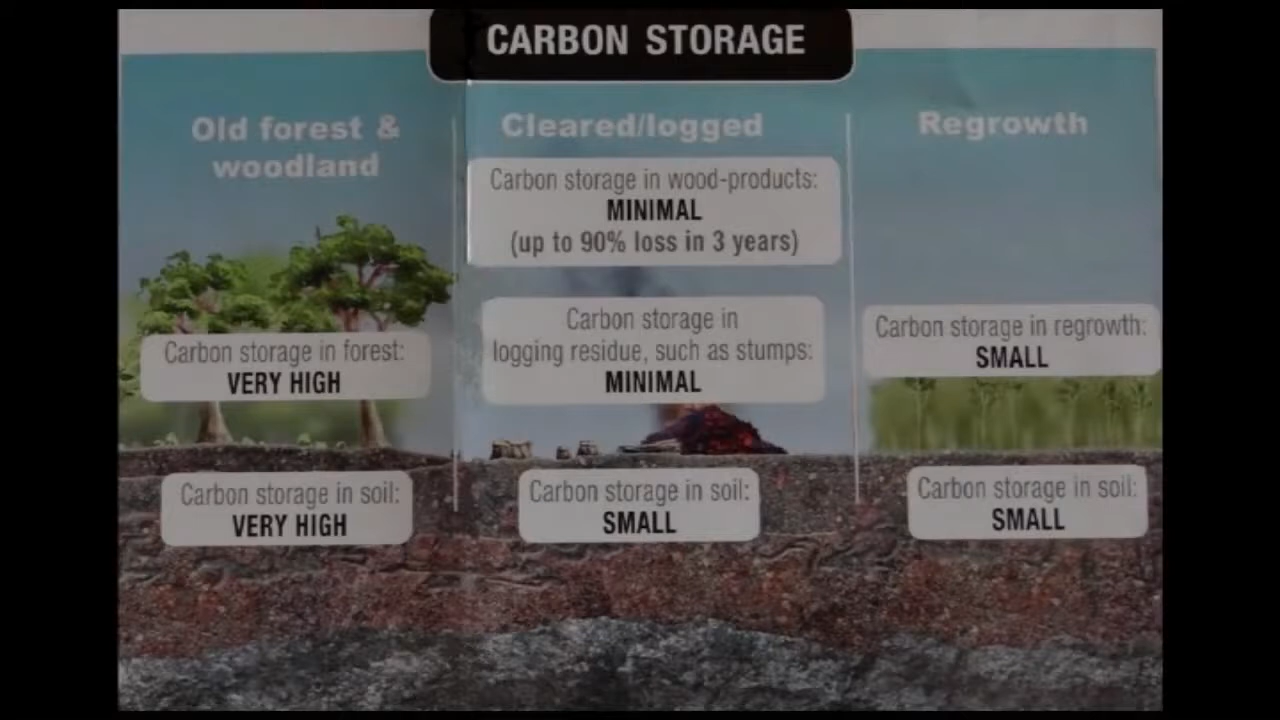 CARBON STORAGE
Old forest &
woodland
Carbon storage in forest:
VERY HIGH
Carbon storage in soil:
VERY HIGH
Cleared/logged
Carbon storage in wood-products:
MINIMAL
(up to 90% loss in 3 years)
Carbon storage in
logging residue, such as stumps:
MINIMAL
Carbon storage in soil:
SMALL
Regrowth
Carbon storage in regrowth:
SMALL
Carbon storage in soil:
SMALL